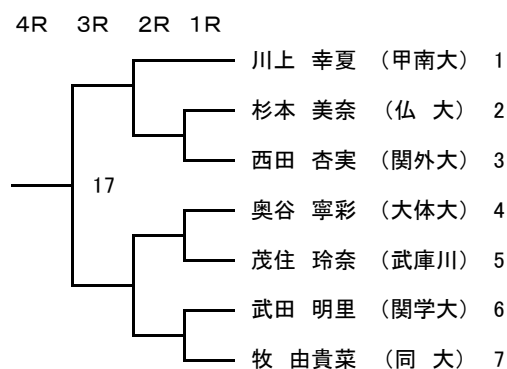 4R 3R 2R 1R
川上 幸夏 （甲南大） 1
杉本 美奈 （仏 大） 2
西田 杏実 （関外大） 3
17
奥谷 寧彩 （大体大） 4
茂住 玲奈 （武庫川） 5
武田 明里 （関学大） 6
牧 由貴菜 （同 大） 7